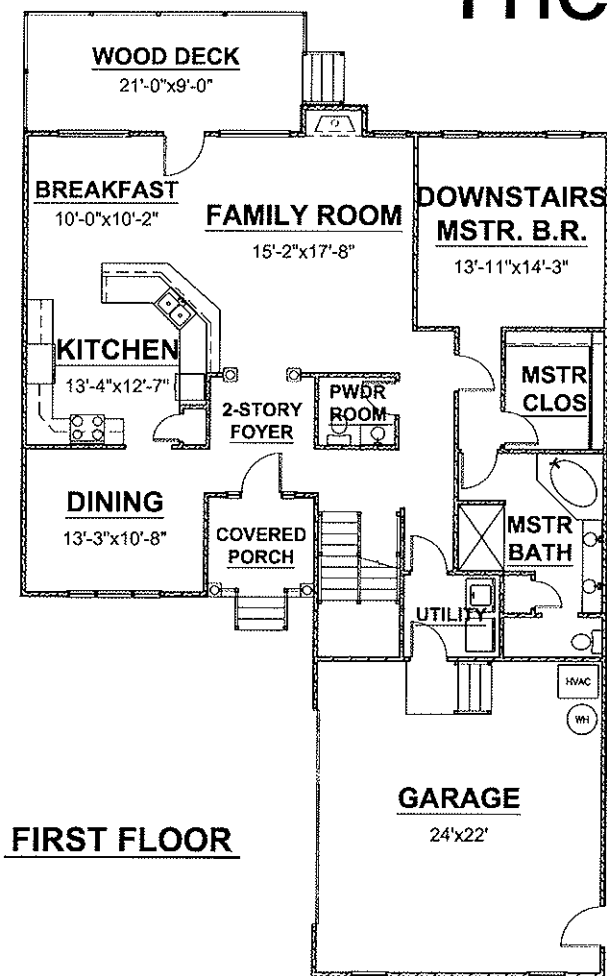 The
WOOD DECK
21'-0"x9'-0"
BREAKFAST
10'-0"x10'-2"
FAMILY ROOM
15'-2"x17'-8"
DOWNSTAIRS
MSTR. B.R.
13'-11"x14'-3"
KITCHEN
13'-4"x12'-7"
2-STORY
FOYER
PWDR
ROOM
MSTR
CLOS
DINING
13'-3"x10'-8"
COVERED
PORCH
MSTR
BATH
UTILITY
HVAC
WH
GARAGE
24'x22'
FIRST FLOOR